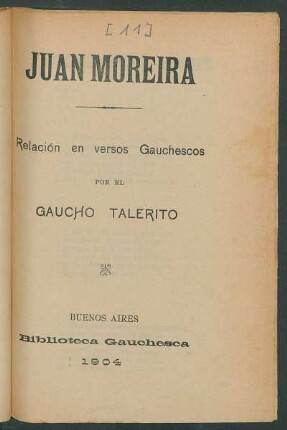 [11]
JUAN MOREIRA
Relación en versos Gauchescos
POR EL
GAUCHO TALERITO
BUENOS AIRES
Biblioteca Gauchesca
1904